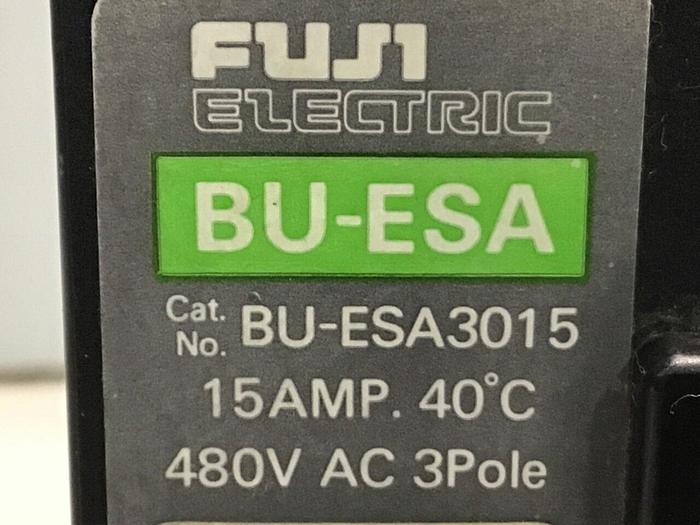 FUJI
ELECTRIC
BU-ESA
Cat. No. BU-ESA3015
15AMP. 40°C
480V AC 3Pole